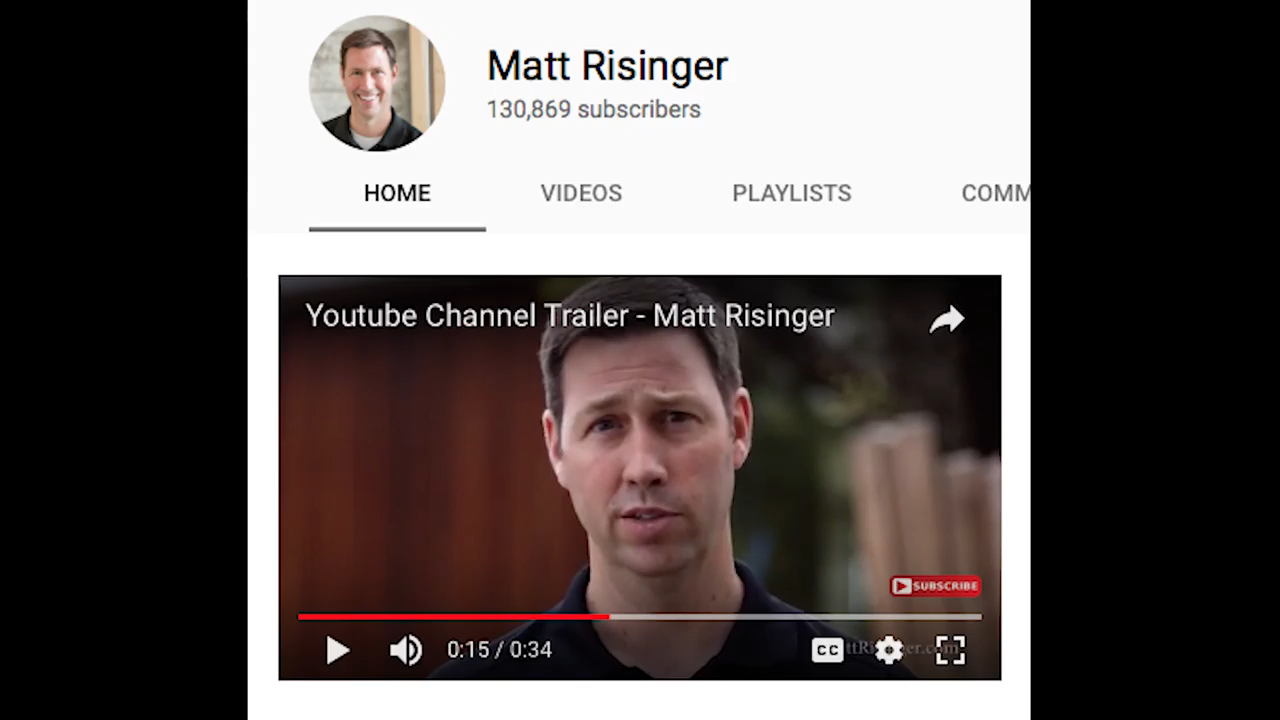 Matt Risinger
130,869 subscribers
HOME VIDEOS PLAYLISTS COMM
Youtube Channel Trailer - Matt Risinger
SUBSCRIBE
0:15 / 0:34 CC